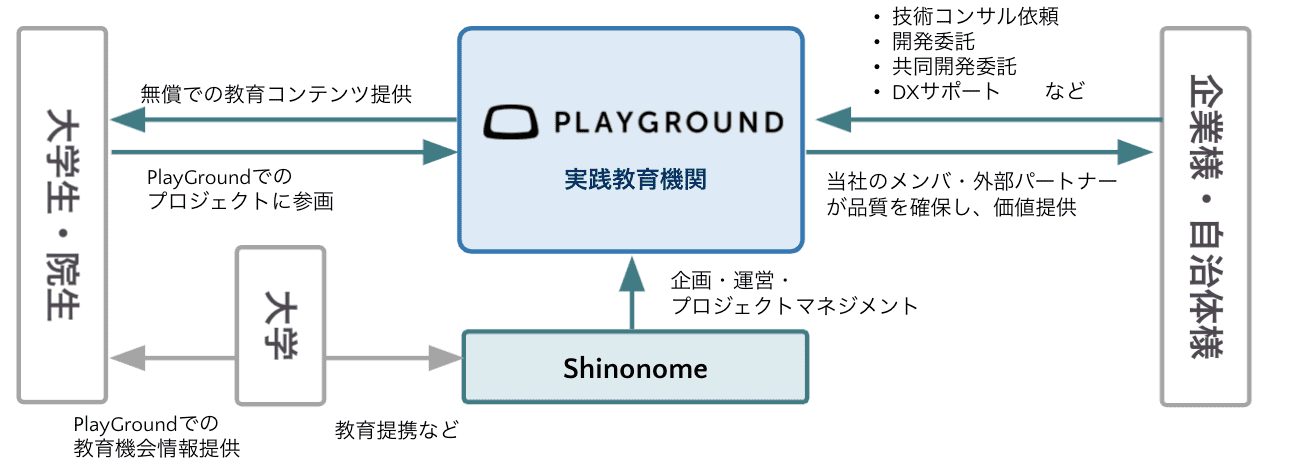 大学生・院生
無償での教育コンテンツ提供
PlayGroundでの
プロジェクトに参画
PLAYGROUND
実践教育機関
• 技術コンサル依頼
• 開発委託
• 共同開発委託
• DXサポート　　など
当社のメンバ・外部パートナー
が品質を確保し、価値提供
企業様・自治体様
大学
企画・運営・
プロジェクトマネジメント
Shinonome
PlayGroundでの
教育機会情報提供
教育提携など